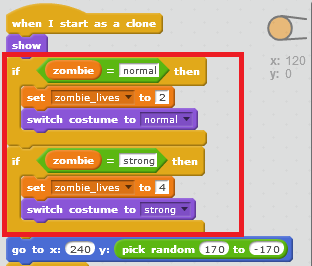 when I start as a clone
show
x: 120
y: 0
if zombie = normal then
set zombie_lives to 2
switch costume to normal
if zombie = strong then
set zombie_lives to 4
switch costume to strong
go to x: 240 y: pick random 170 to -170